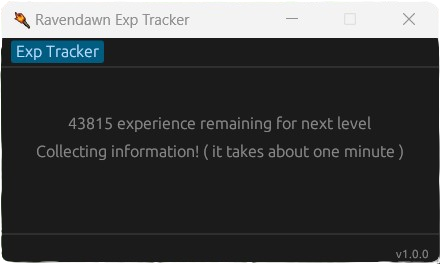 Ravendawn Exp Tracker
Exp Tracker
43815 experience remaining for next level
Collecting information! ( it takes about one minute )
v1.0.0